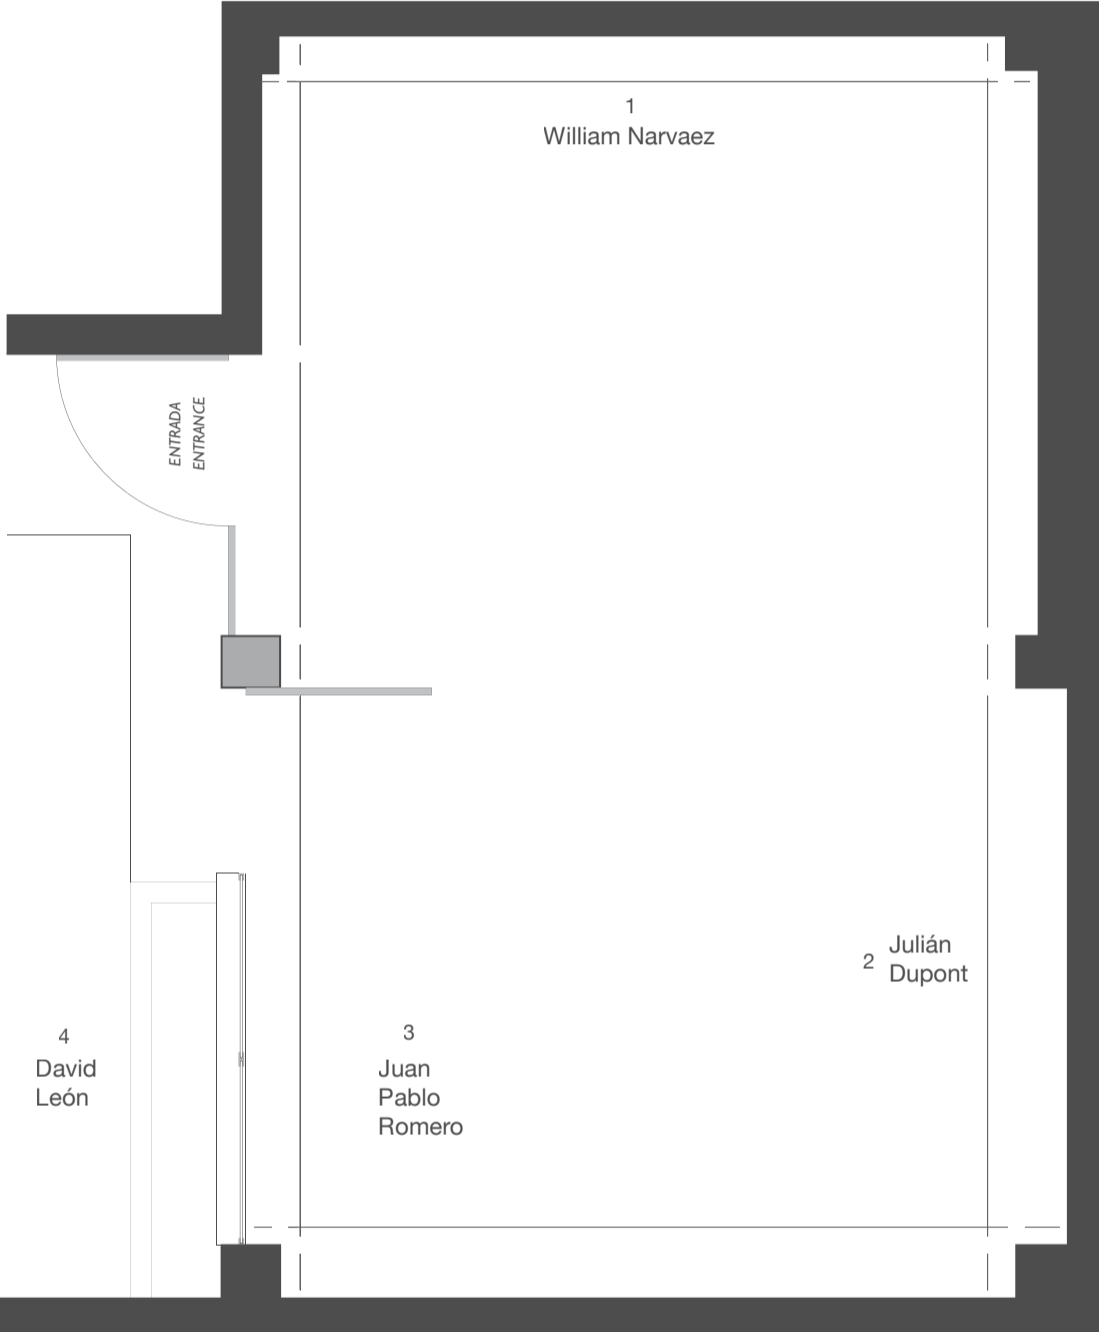 1
William Narvaez
ENTRADA
ENTRANCE
2
Julián
Dupont
3
Juan
Pablo
Romero
4
David
León